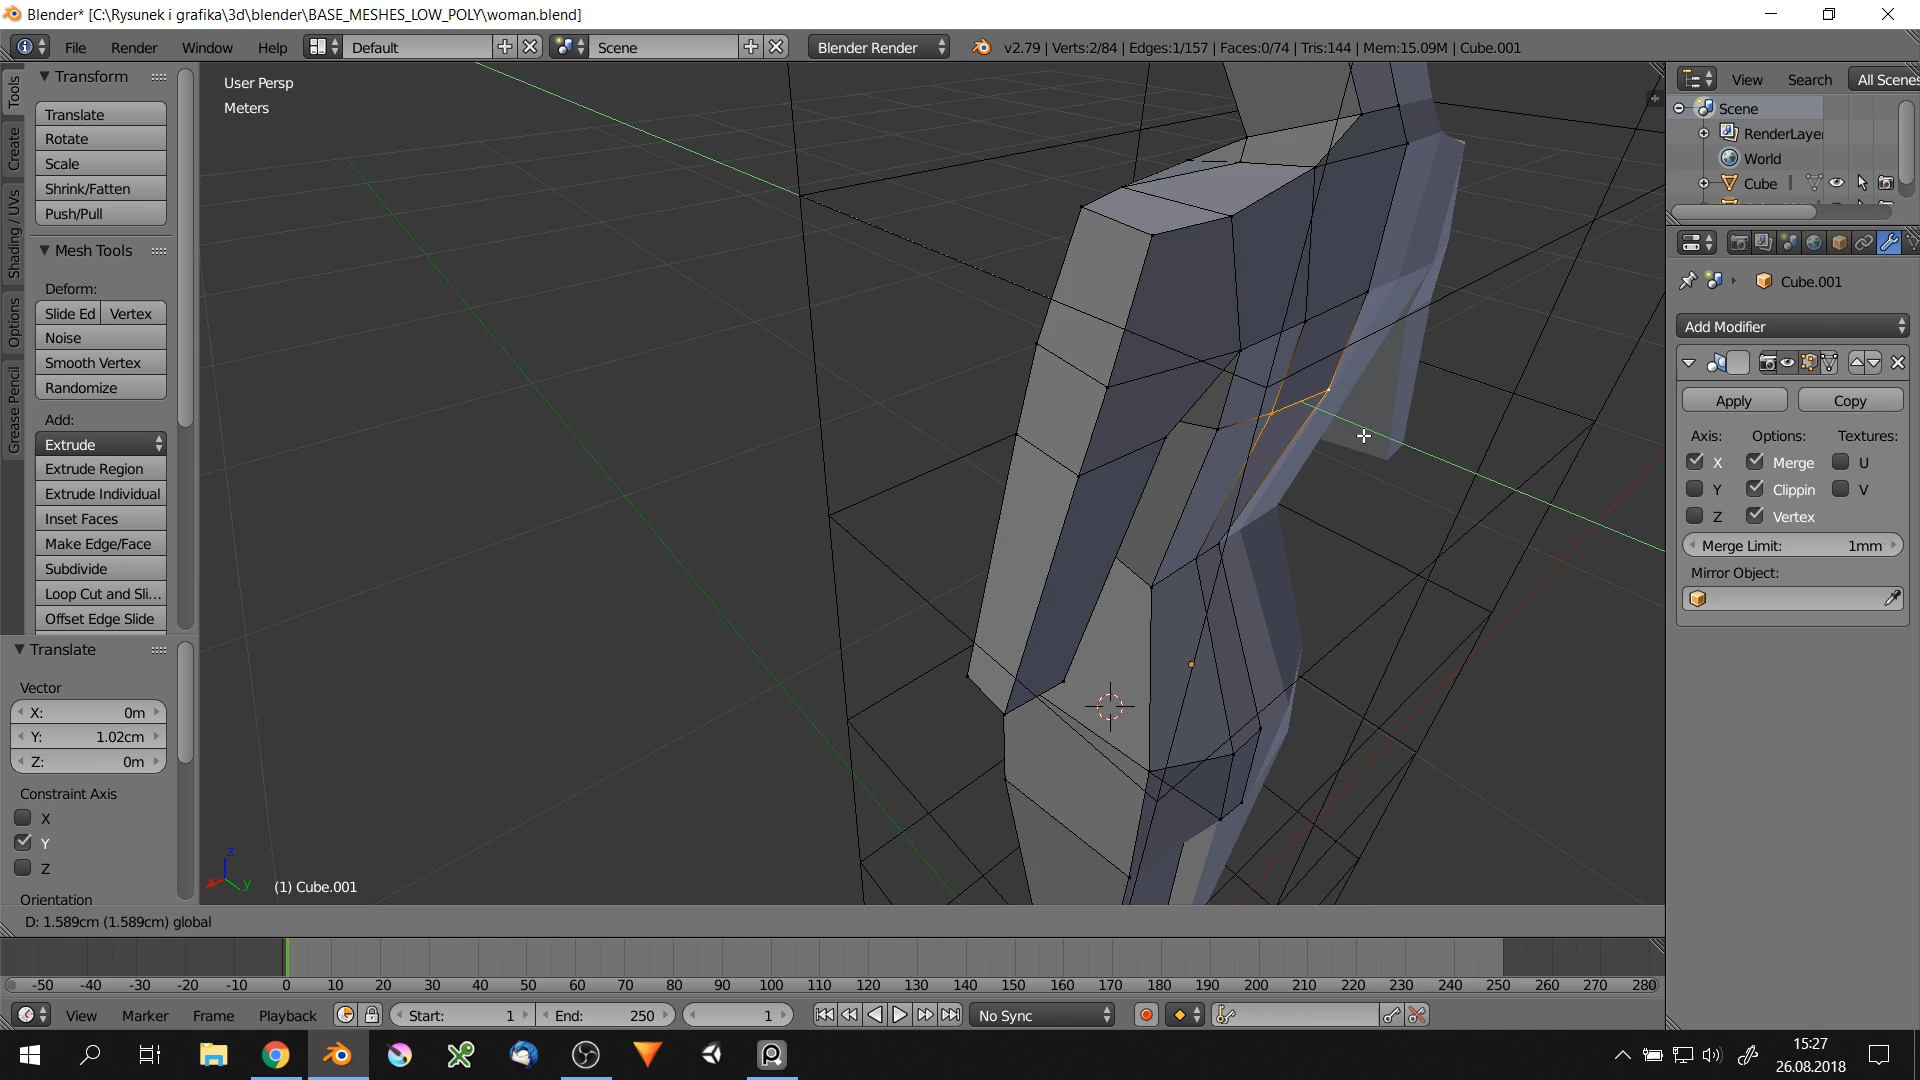 Blender* [C:\Rysunek i grafika\3d\blender\BASE_MESHES_LOW_POLY\woman.blend]
File Render Window Help Default Scene Blender Render v2.79 | Verts:2/84 | Edges:1/157 | Faces:0/74 | Tris:144 | Mem:15.09M | Cube.001
Tools
Create
Shading / UVs
Options
Grease Pencil
Transform
Translate
Rotate
Scale
Shrink/Fatten
Push/Pull
Mesh Tools
Deform:
Slide Ed Vertex
Noise
Smooth Vertex
Randomize
Add:
Extrude
Extrude Region
Extrude Individual
Inset Faces
Make Edge/Face
Subdivide
Loop Cut and Sli...
Offset Edge Slide
Translate
Vector
X: 0m
Y: 1.02cm
Z: 0m
Constraint Axis
X
Y
Z
Orientation
User Persp
Meters
z
x y
(1) Cube.001
D: 1.589cm (1.589cm) global
View Search All Scenes
Scene
RenderLayer
World
Cube
Cube.001
Add Modifier
Apply Copy
Axis: Options: Textures:
X Merge U
Y Clippin V
Z Vertex
Merge Limit: 1mm
Mirror Object:
-50 -40 -30 -20 -10 0 10 20 30 40 50 60 70 80 90 100 110 120 130 140 150 160 170 180 190 200 210 220 230 240 250 260 270 280
View Marker Frame Playback Start: 1 End: 250 1 No Sync
15:27
26.08.2018